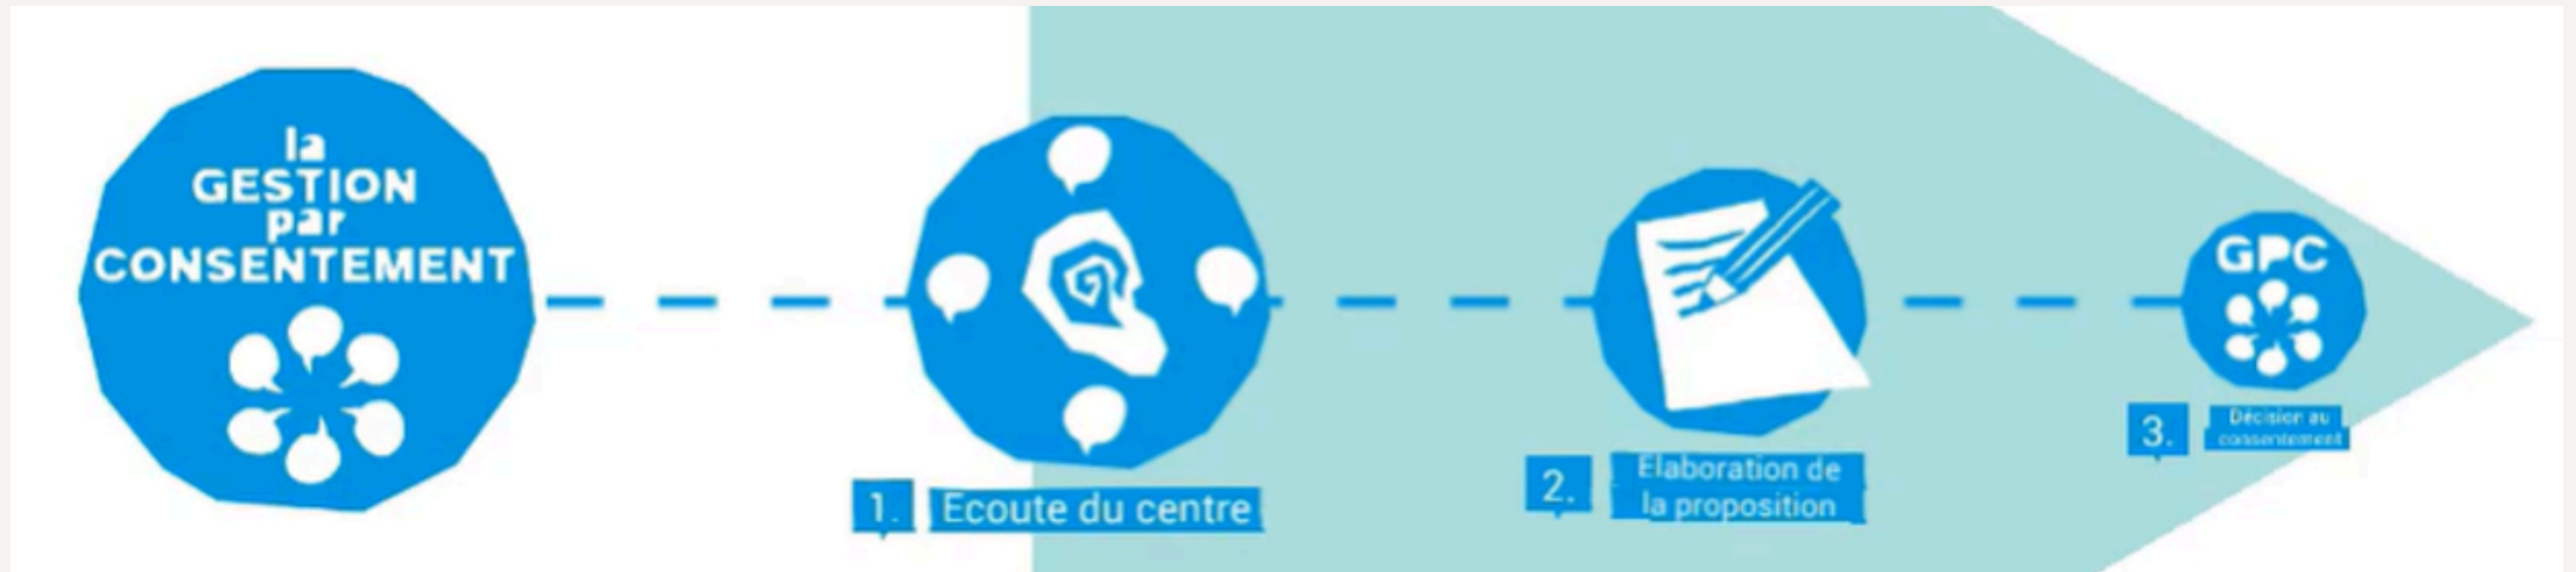 la
GESTION
par
CONSENTEMENT
1. Ecoute du centre
2. Elaboration de
la proposition
GPC
3. Décision au
consentement